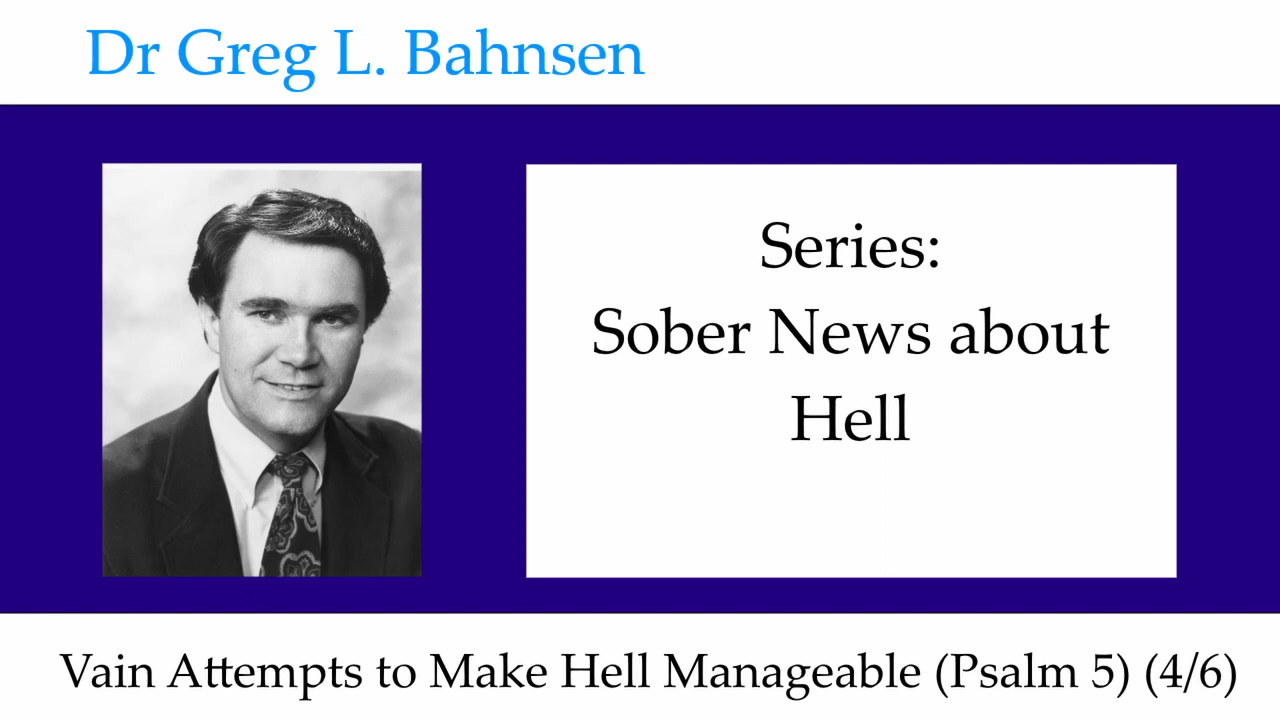 Dr Greg L. Bahnsen
Series:
Sober News about
Hell
Vain Attempts to Make Hell Manageable (Psalm 5) (4/6)